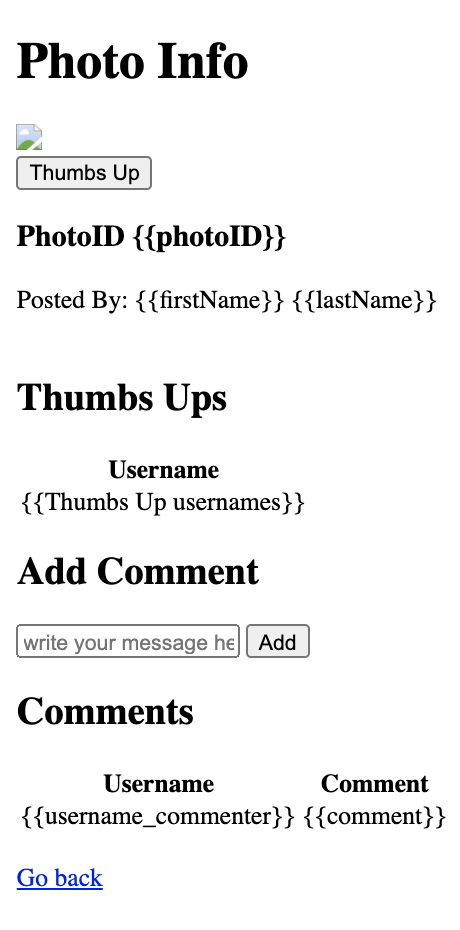 Photo Info
Thumbs Up
PhotoID {{photoID}}
Posted By: {{firstName}} {{lastName}}
Thumbs Ups
Username
{{Thumbs Up usernames}}
Add Comment
write your message he Add
Comments
Username Comment
{{username_commenter}} {{comment}}
Go back